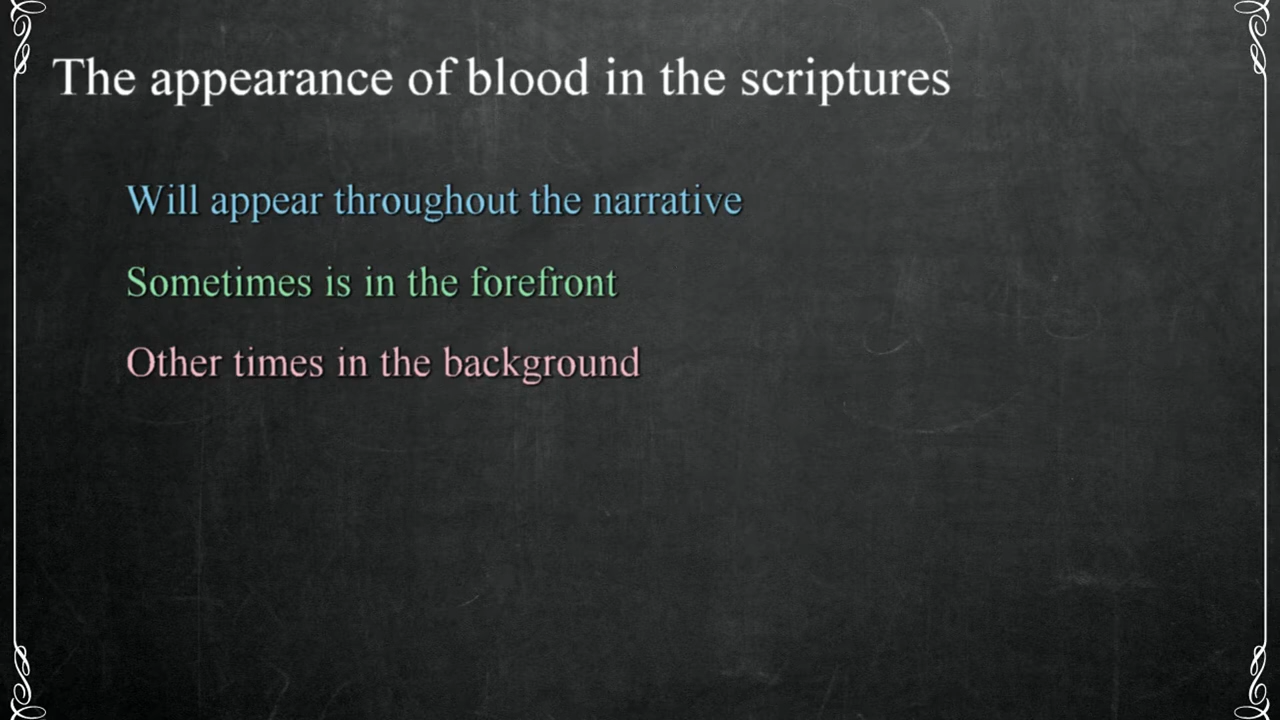 The appearance of blood in the scriptures
Will appear throughout the narrative
Sometimes is in the forefront
Other times in the background